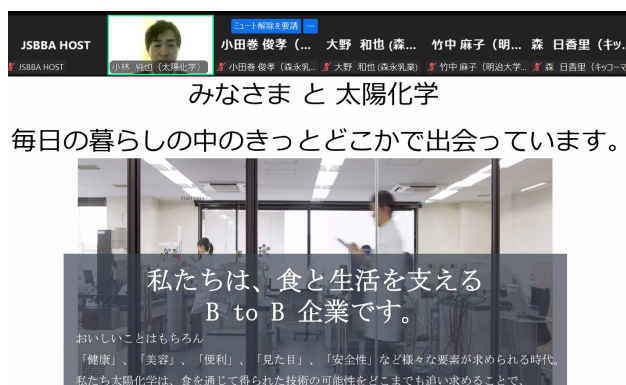 JSBBA HOST
ミュート解除を要請 …
小田巻 俊孝 (...
大野 和也 (森...
竹中 麻子 (明...
森 日香里 (キッ...
JSBBA HOST
小林 純也 (太陽化学)
小田巻 俊孝 (森永乳...
大野 和也 (森永乳業)
竹中 麻子 (明治大学...
森 日香里 (キッコーマ
みなさま と 太陽化学
毎日の暮らしの中のきっとどこかで出会っています。
私たちは、食と生活を支える
B to B 企業です。
おいしいことはもちろん
「健康」、「美容」、「便利」、「見た目」、「安全性」など様々な要素が求められる時代。
私たち太陽化学は、食を通じて得られた技術の可能性をどこまでも追い求めることで、